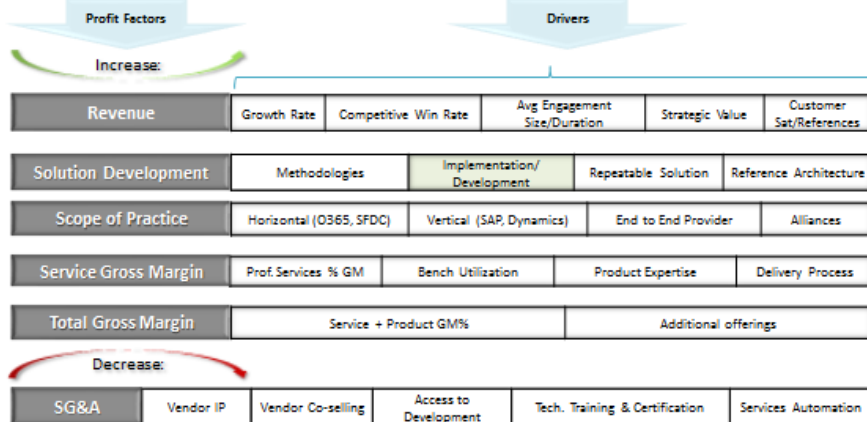 Profit Factors
Drivers
Increase:
Revenue
Growth Rate
Competitive Win Rate
Avg Engagement
Size/Duration
Strategic Value
Customer
Sat/References
Solution Development
Methodologies
Implementation/
Development
Repeatable Solution
Reference Architecture
Scope of Practice
Horizontal (O365, SFDC)
Vertical (SAP, Dynamics)
End to End Provider
Alliances
Service Gross Margin
Prof. Services % GM
Bench Utilization
Product Expertise
Delivery Process
Total Gross Margin
Service + Product GM%
Additional offerings
Decrease:
SG&A
Vendor IP
Vendor Co-selling
Access to
Development
Tech. Training & Certification
Services Automation